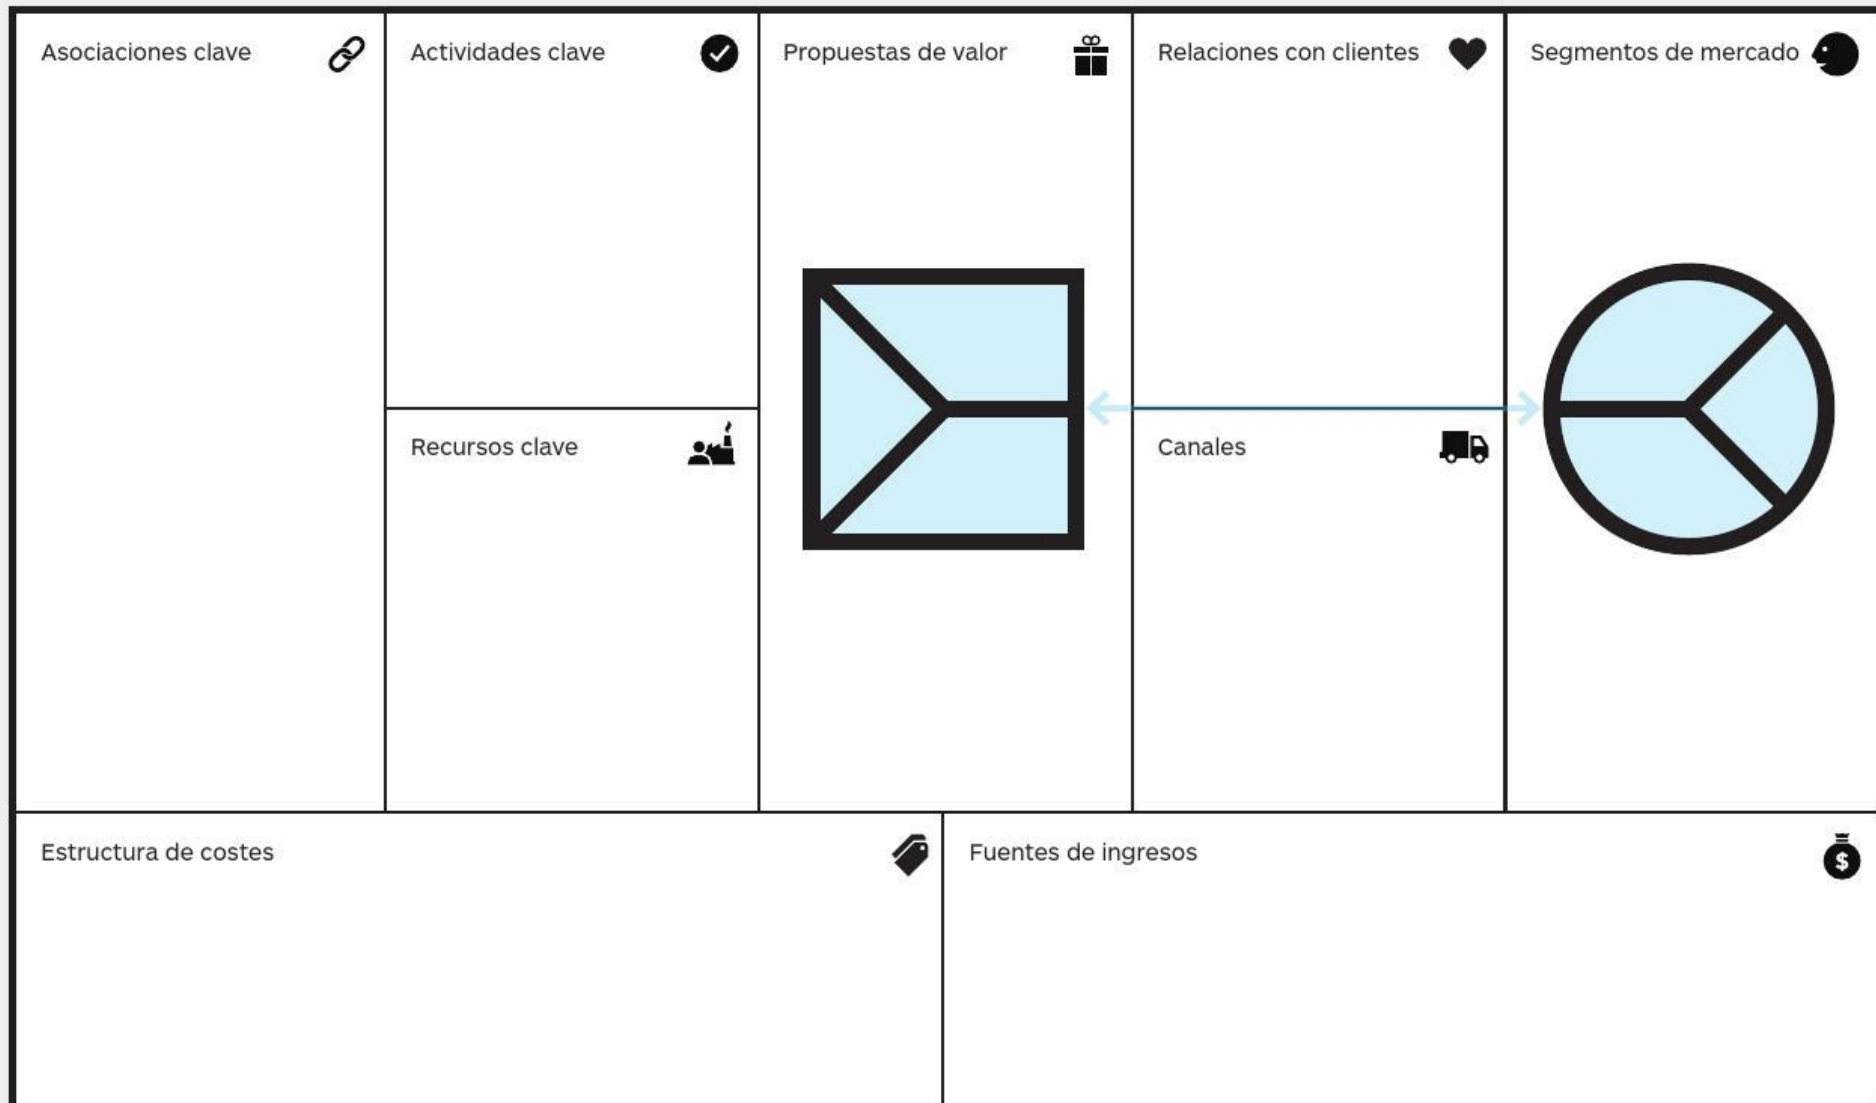 Asociaciones clave
Actividades clave
Propuestas de valor
Relaciones con clientes
Segmentos de mercado
Recursos clave
Canales
Estructura de costes
Fuentes de ingresos
$